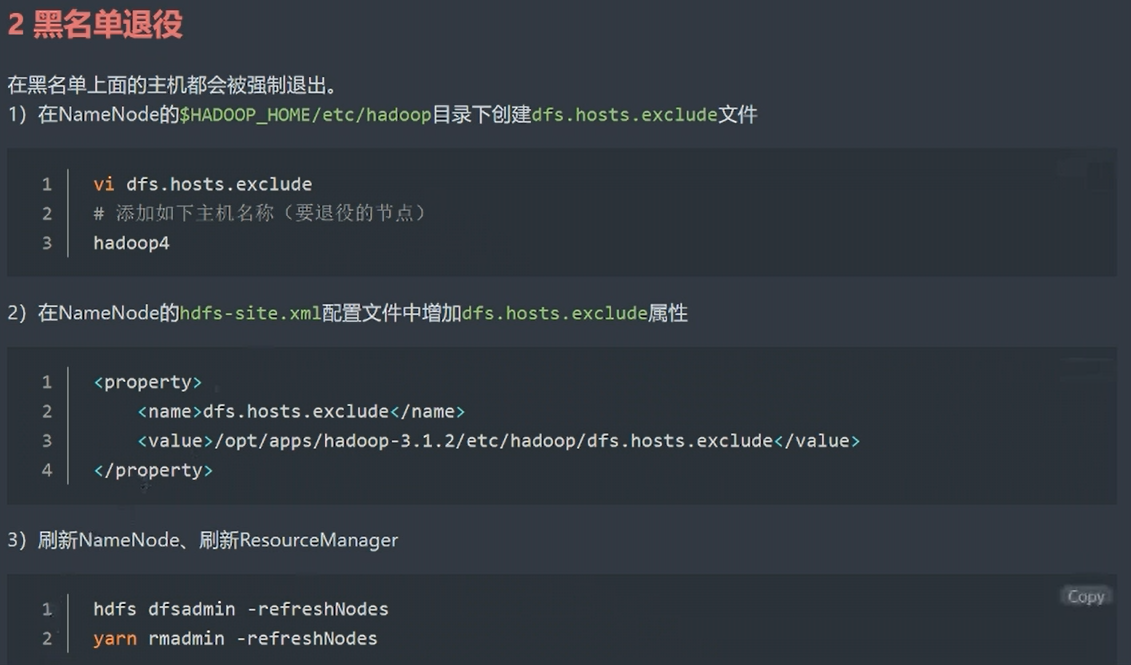 2 黑名单退役
在黑名单上面的主机都会被强制退出。
1）在NameNode的$HADOOP_HOME/etc/hadoop目录下创建dfs.hosts.exclude文件
1 vi dfs.hosts.exclude
2 # 添加如下主机名称（要退役的节点）
3 hadoop4
2）在NameNode的hdfs-site.xml配置文件中增加dfs.hosts.exclude属性
1 <property>
2 <name>dfs.hosts.exclude</name>
3 <value>/opt/apps/hadoop-3.1.2/etc/hadoop/dfs.hosts.exclude</value>
4 </property>
3）刷新NameNode、刷新ResourceManager
Copy
1 hdfs dfsadmin -refreshNodes
2 yarn rmadmin -refreshNodes